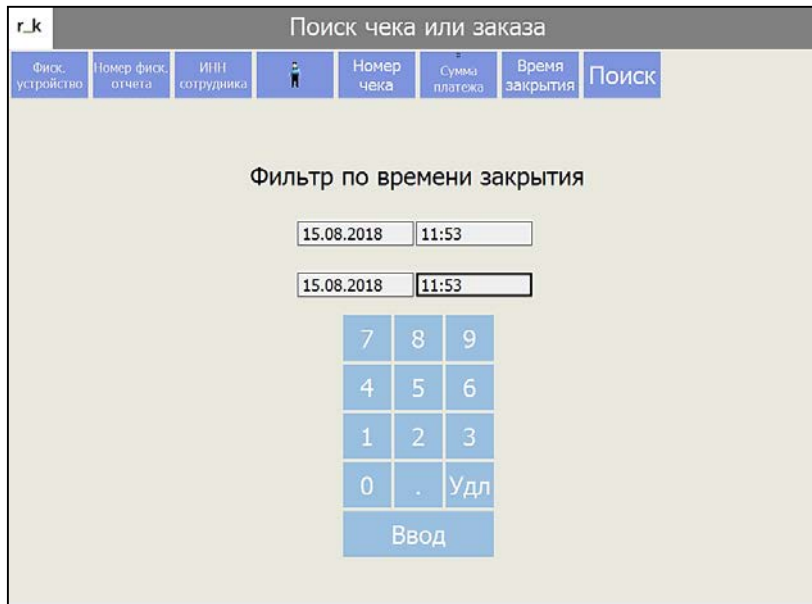 r_k
Поиск чека или заказа
Фиск.
устройство
Номер фиск.
отчета
ИНН
сотрудника
Номер
чека
Сумма
платежа
Время
закрытия
Поиск
Фильтр по времени закрытия
15.08.2018 11:53
15.08.2018 11:53
7 8 9
4 5 6
1 2 3
0 . Удл
Ввод